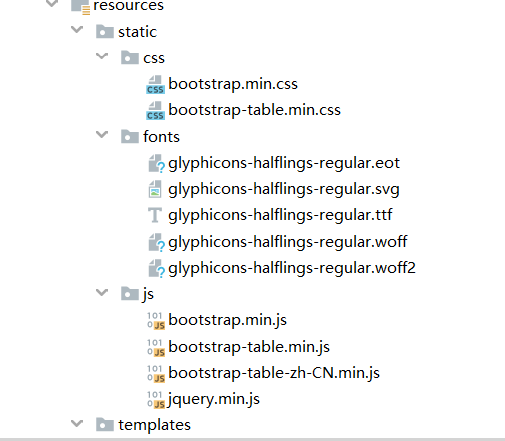 resources
static
css
bootstrap.min.css
bootstrap-table.min.css
fonts
glyphicons-halflings-regular.eot
glyphicons-halflings-regular.svg
glyphicons-halflings-regular.ttf
glyphicons-halflings-regular.woff
glyphicons-halflings-regular.woff2
js
bootstrap.min.js
bootstrap-table.min.js
bootstrap-table-zh-CN.min.js
jquery.min.js
templates